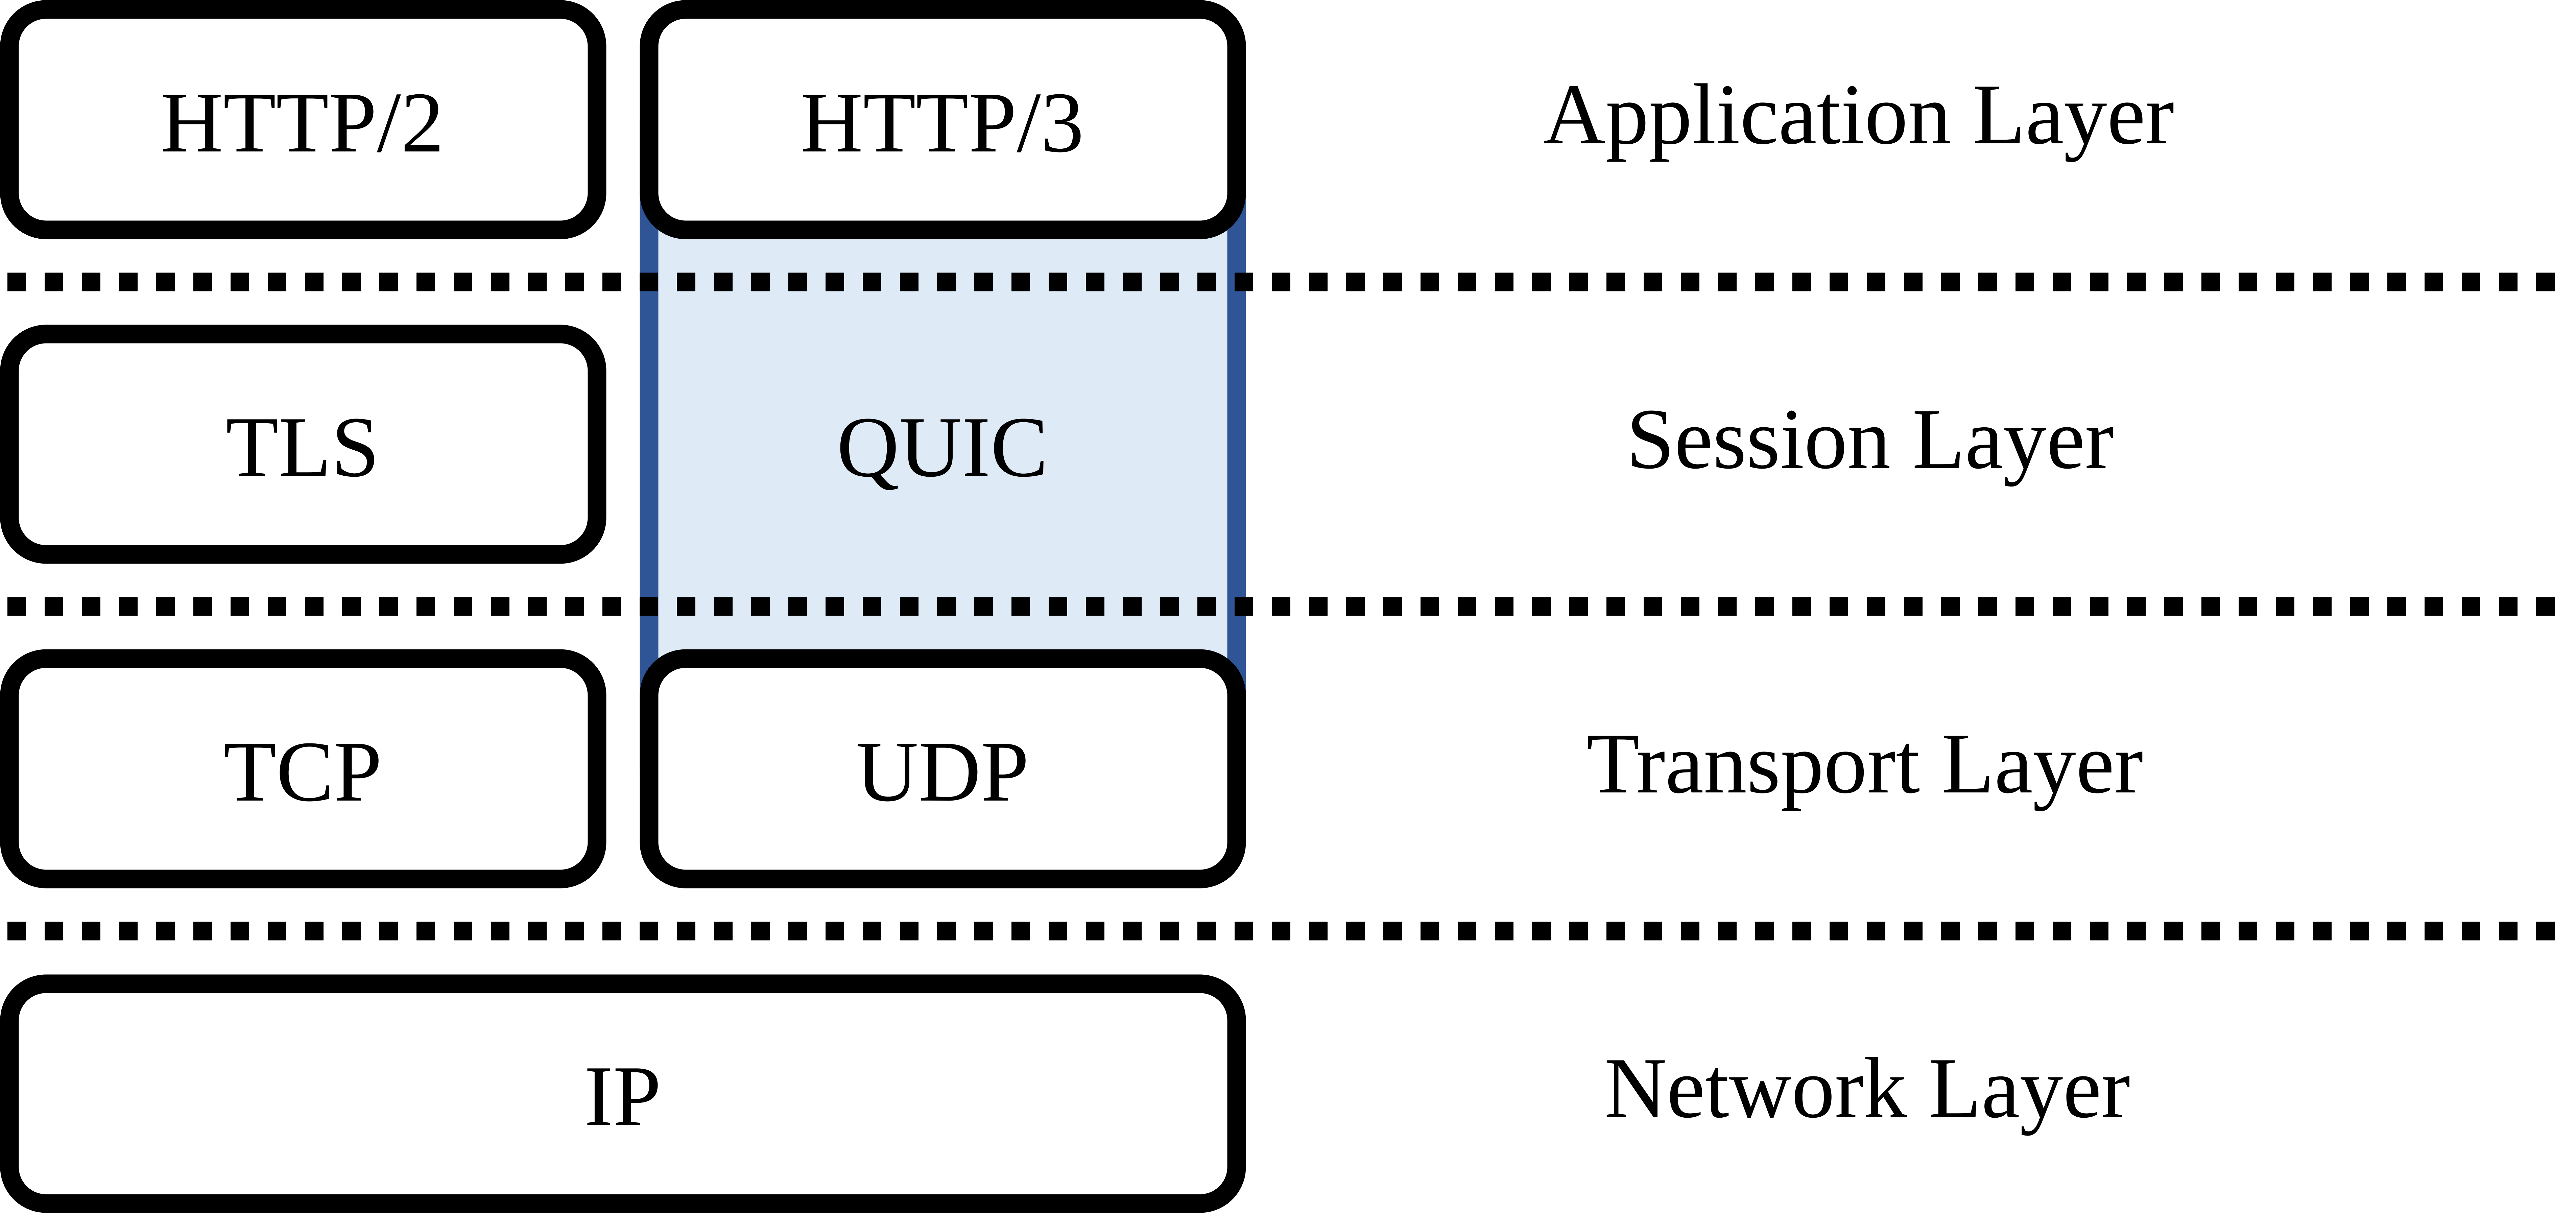 HTTP/2
HTTP/3
Application Layer
TLS
QUIC
Session Layer
TCP
UDP
Transport Layer
IP
Network Layer